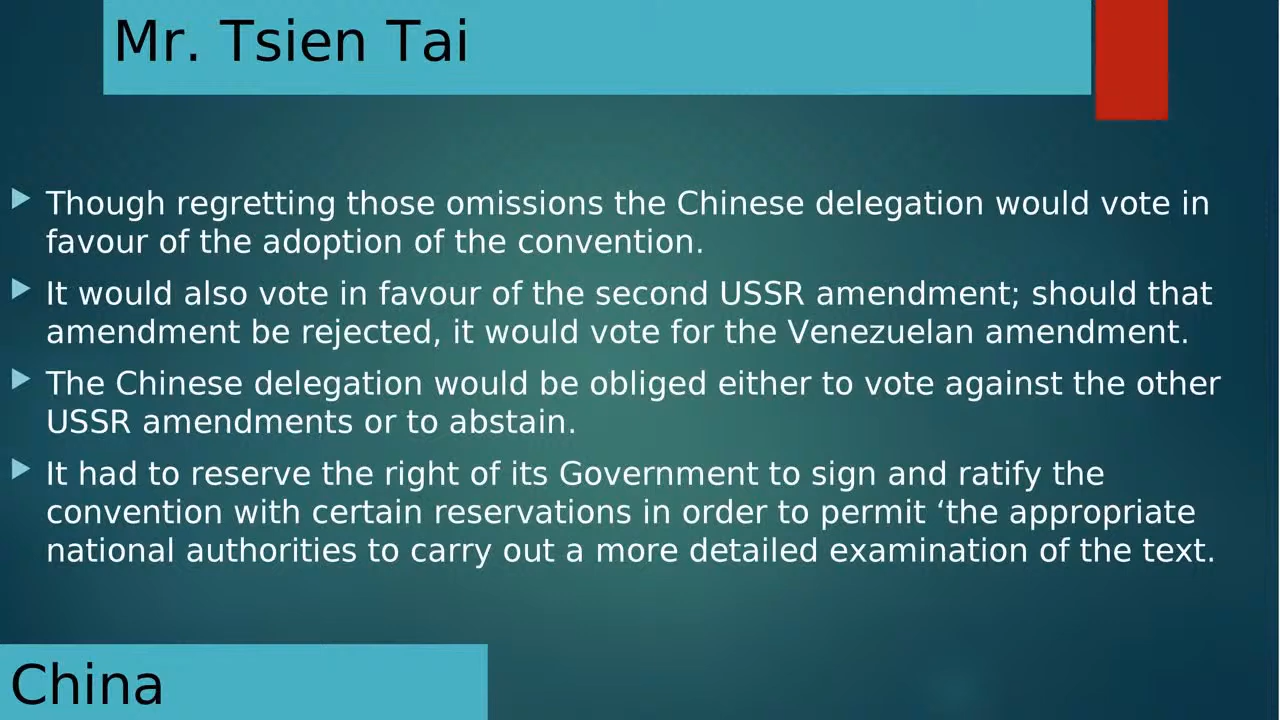 Mr. Tsien Tai
Though regretting those omissions the Chinese delegation would vote in
favour of the adoption of the convention.
It would also vote in favour of the second USSR amendment; should that
amendment be rejected, it would vote for the Venezuelan amendment.
The Chinese delegation would be obliged either to vote against the other
USSR amendments or to abstain.
It had to reserve the right of its Government to sign and ratify the
convention with certain reservations in order to permit ‘the appropriate
national authorities to carry out a more detailed examination of the text.
China